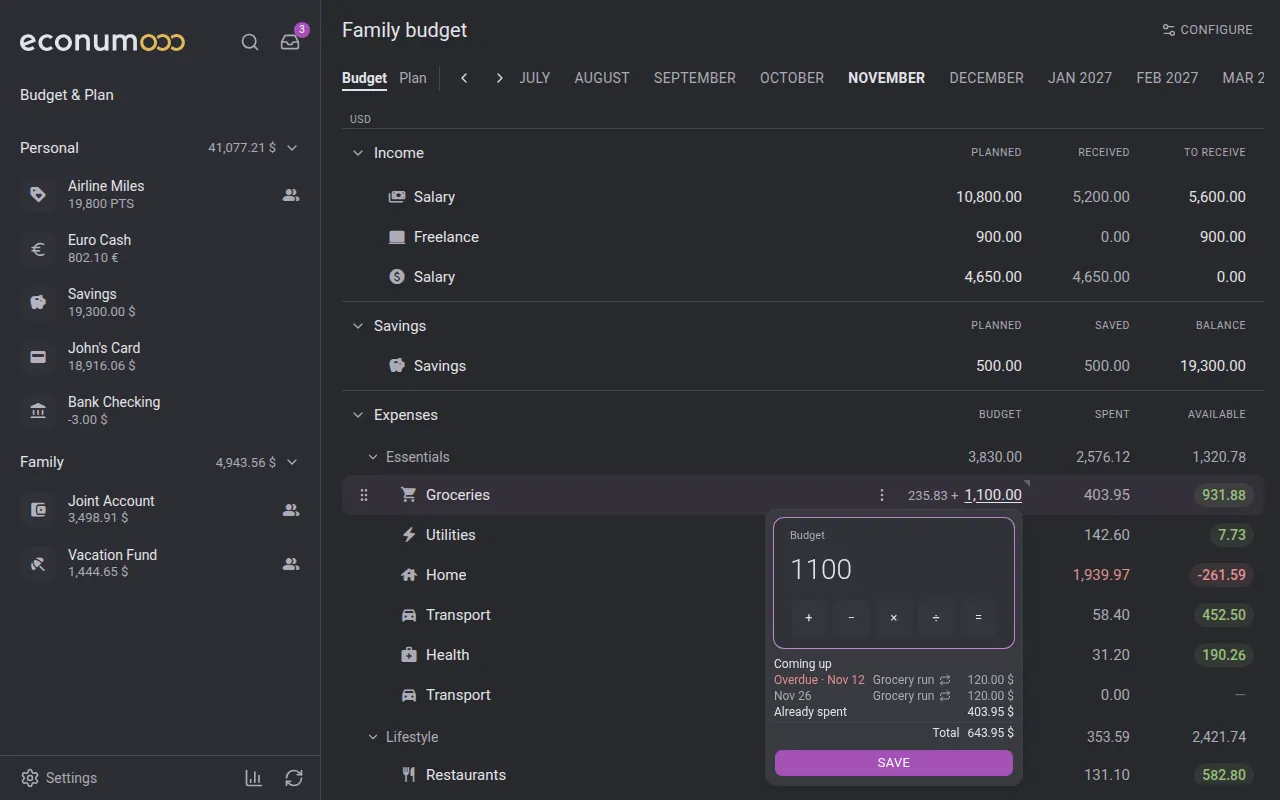 econumo
3
Budget & Plan
Personal 41,077.21 $
Airline Miles
19,800 PTS
Euro Cash
802.10 €
Savings
19,300.00 $
John's Card
18,916.06 $
Bank Checking
-3.00 $
Family 4,943.56 $
Joint Account
3,498.91 $
Vacation Fund
1,444.65 $
Settings
Family budget CONFIGURE
Budget Plan JULY AUGUST SEPTEMBER OCTOBER NOVEMBER DECEMBER JAN 2027 FEB 2027 MAR 2
USD
Income PLANNED RECEIVED TO RECEIVE
Salary 10,800.00 5,200.00 5,600.00
Freelance 900.00 0.00 900.00
Salary 4,650.00 4,650.00 0.00
Savings PLANNED SAVED BALANCE
Savings 500.00 500.00 19,300.00
Expenses BUDGET SPENT AVAILABLE
Essentials 3,830.00 2,576.12 1,320.78
Groceries 235.83 + 1,100.00 403.95 931.88
Utilities 142.60 7.73
Home 1,939.97 -261.59
Transport 58.40 452.50
Health 31.20 190.26
Transport 0.00 —
Lifestyle 353.59 2,421.74
Restaurants 131.10 582.80
Budget
1100
+ − × ÷ =
Coming up
Overdue · Nov 12 Grocery run 120.00 $
Nov 26 Grocery run 120.00 $
Already spent 403.95 $
Total 643.95 $
SAVE